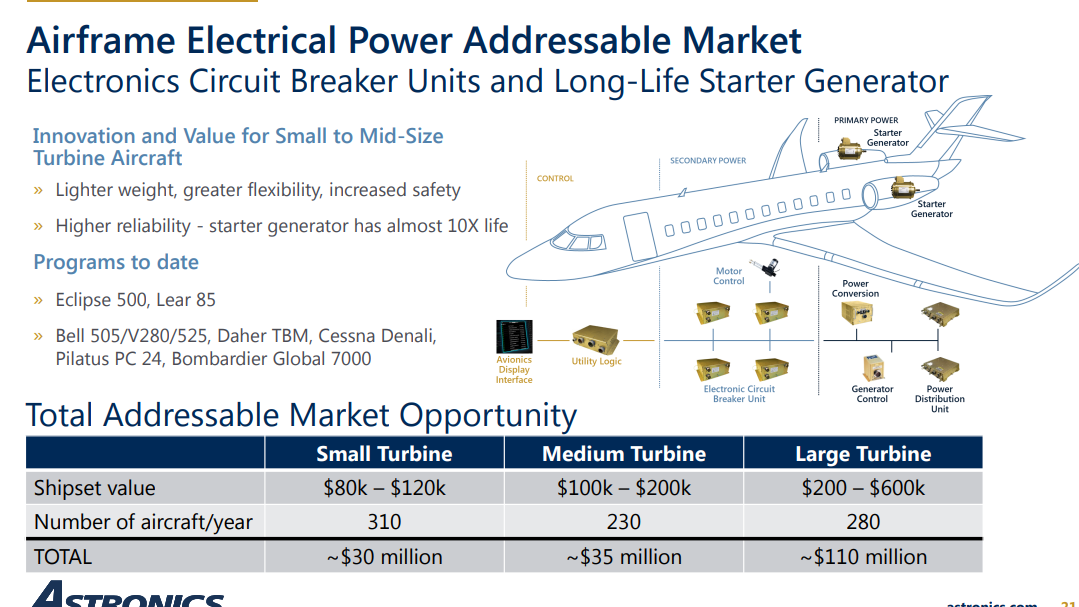 Airframe Electrical Power Addressable Market
Electronics Circuit Breaker Units and Long-Life Starter Generator
Innovation and Value for Small to Mid-Size
Turbine Aircraft
» Lighter weight, greater flexibility, increased safety
» Higher reliability - starter generator has almost 10X life
Programs to date
» Eclipse 500, Lear 85
» Bell 505/V280/525, Daher TBM, Cessna Denali,
Pilatus PC 24, Bombardier Global 7000
CONTROL
SECONDARY POWER
PRIMARY POWER
Starter
Generator
Starter
Generator
Motor
Control
Power
Conversion
Avionics
Display
Interface
Utility Logic
Electronic Circuit
Breaker Unit
Generator
Control
Power
Distribution
Unit
Total Addressable Market Opportunity
Small Turbine Medium Turbine Large Turbine
Shipset value $80k – $120k $100k – $200k $200 – $600k
Number of aircraft/year 310 230 280
TOTAL ~$30 million ~$35 million ~$110 million
ASTRONICS
astronics.com 21